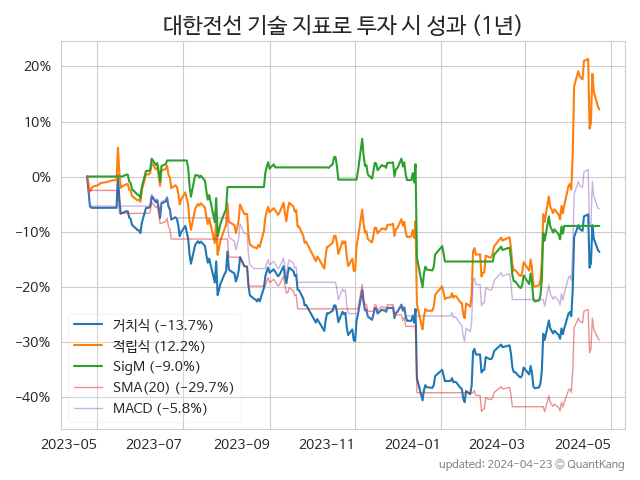 대한전선 기술 지표로 투자 시 성과 (1년)
20%
10%
0%
−10%
−20%
−30%
−40%
거치식 (−13.7%)
적립식 (12.2%)
SigM (−9.0%)
SMA(20) (−29.7%)
MACD (−5.8%)
2023-05 2023-07 2023-09 2023-11 2024-01 2024-03 2024-05
updated: 2024-04-23 © QuantKang